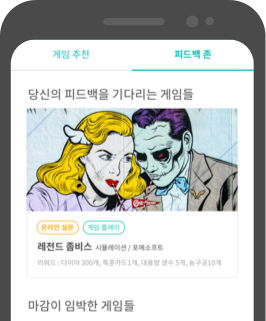 게임 추천 피드백 존
당신의 피드백을 기다리는 게임들
온라인 설문 게임 플레이
레전드 좀비스 시뮬레이션 / 포메소프트
리워드 : 다이아 300개, 특훈카드1개, 대용량 생수 5개, 농구공10개
마감이 임박한 게임들